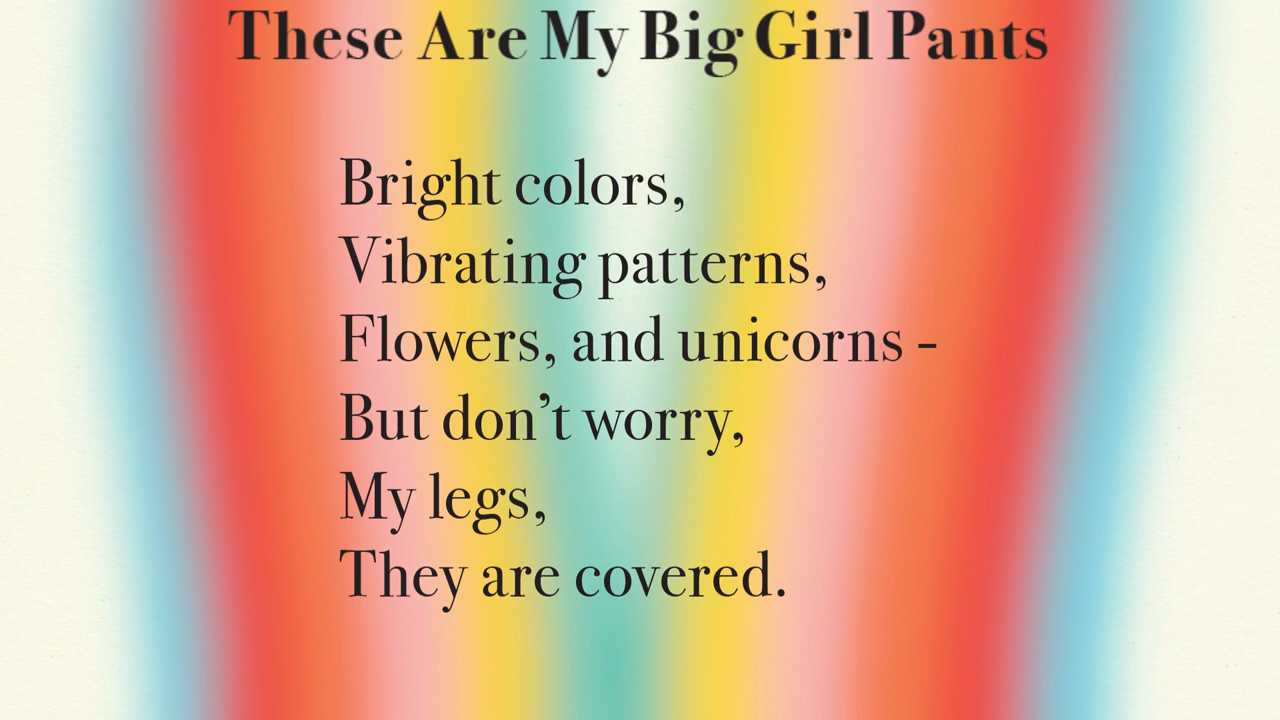 These Are My Big Girl Pants
Bright colors,
Vibrating patterns,
Flowers, and unicorns -
But don’t worry,
My legs,
They are covered.